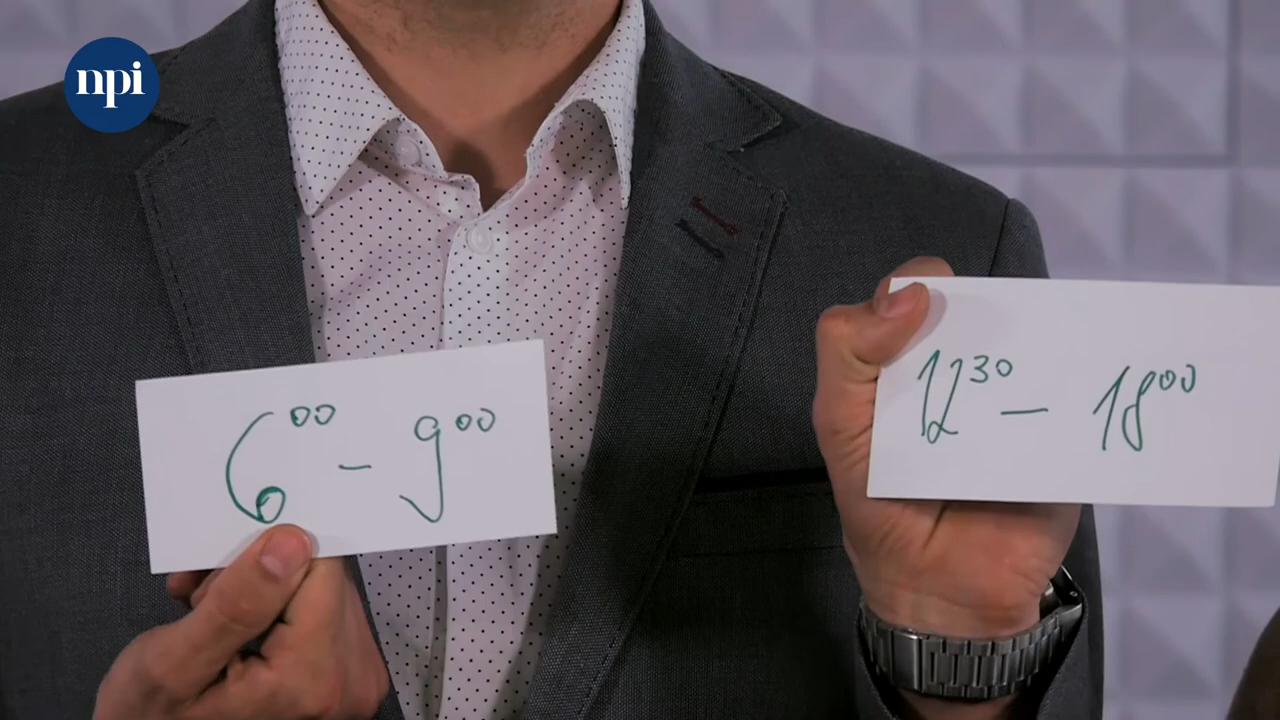 npi
6⁰⁰ – 9⁰⁰
12³⁰ – 18⁰⁰